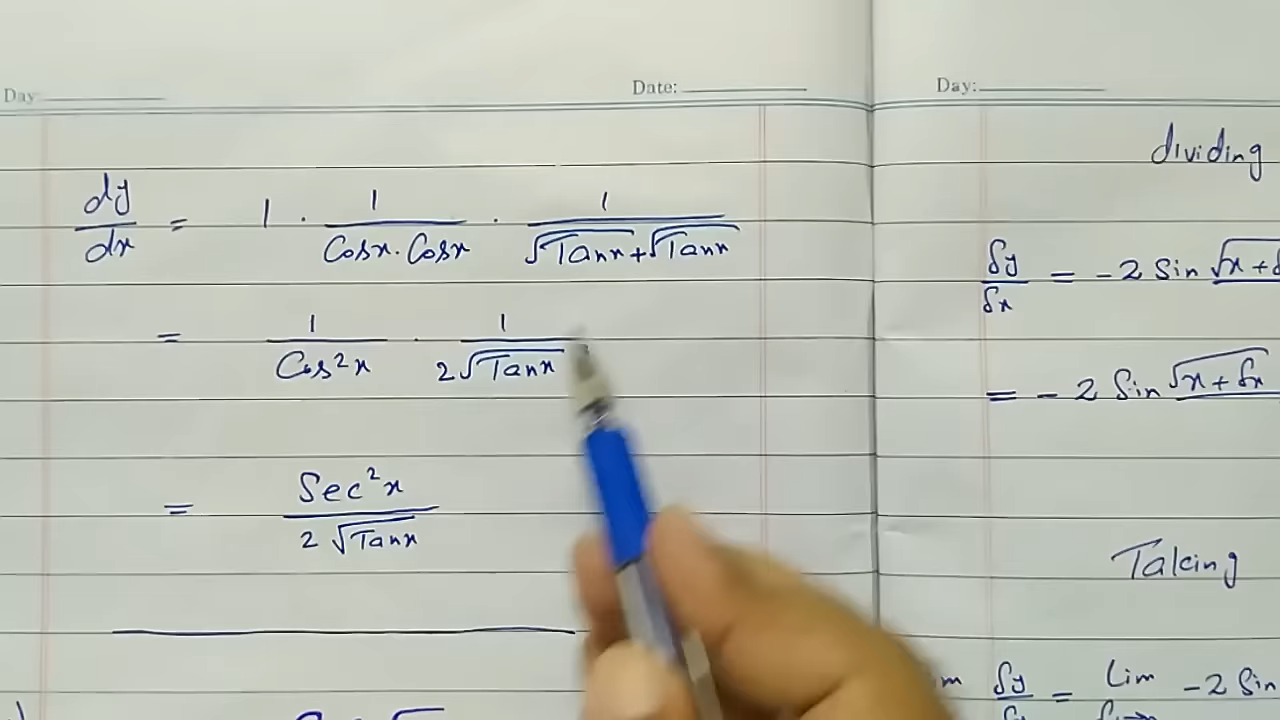 Day
Date:
dy/dx = 1 · 1/(Cosx·Cosx) · 1/(√Tanx+√Tanx)
= 1/Cos²x · 1/(2√Tanx)
= Sec²x/(2√Tanx)
Day:
dividing
δy/δx = -2 Sin √x+
= -2 Sin √x+δx
Taking
δy = Lim -2 Sin